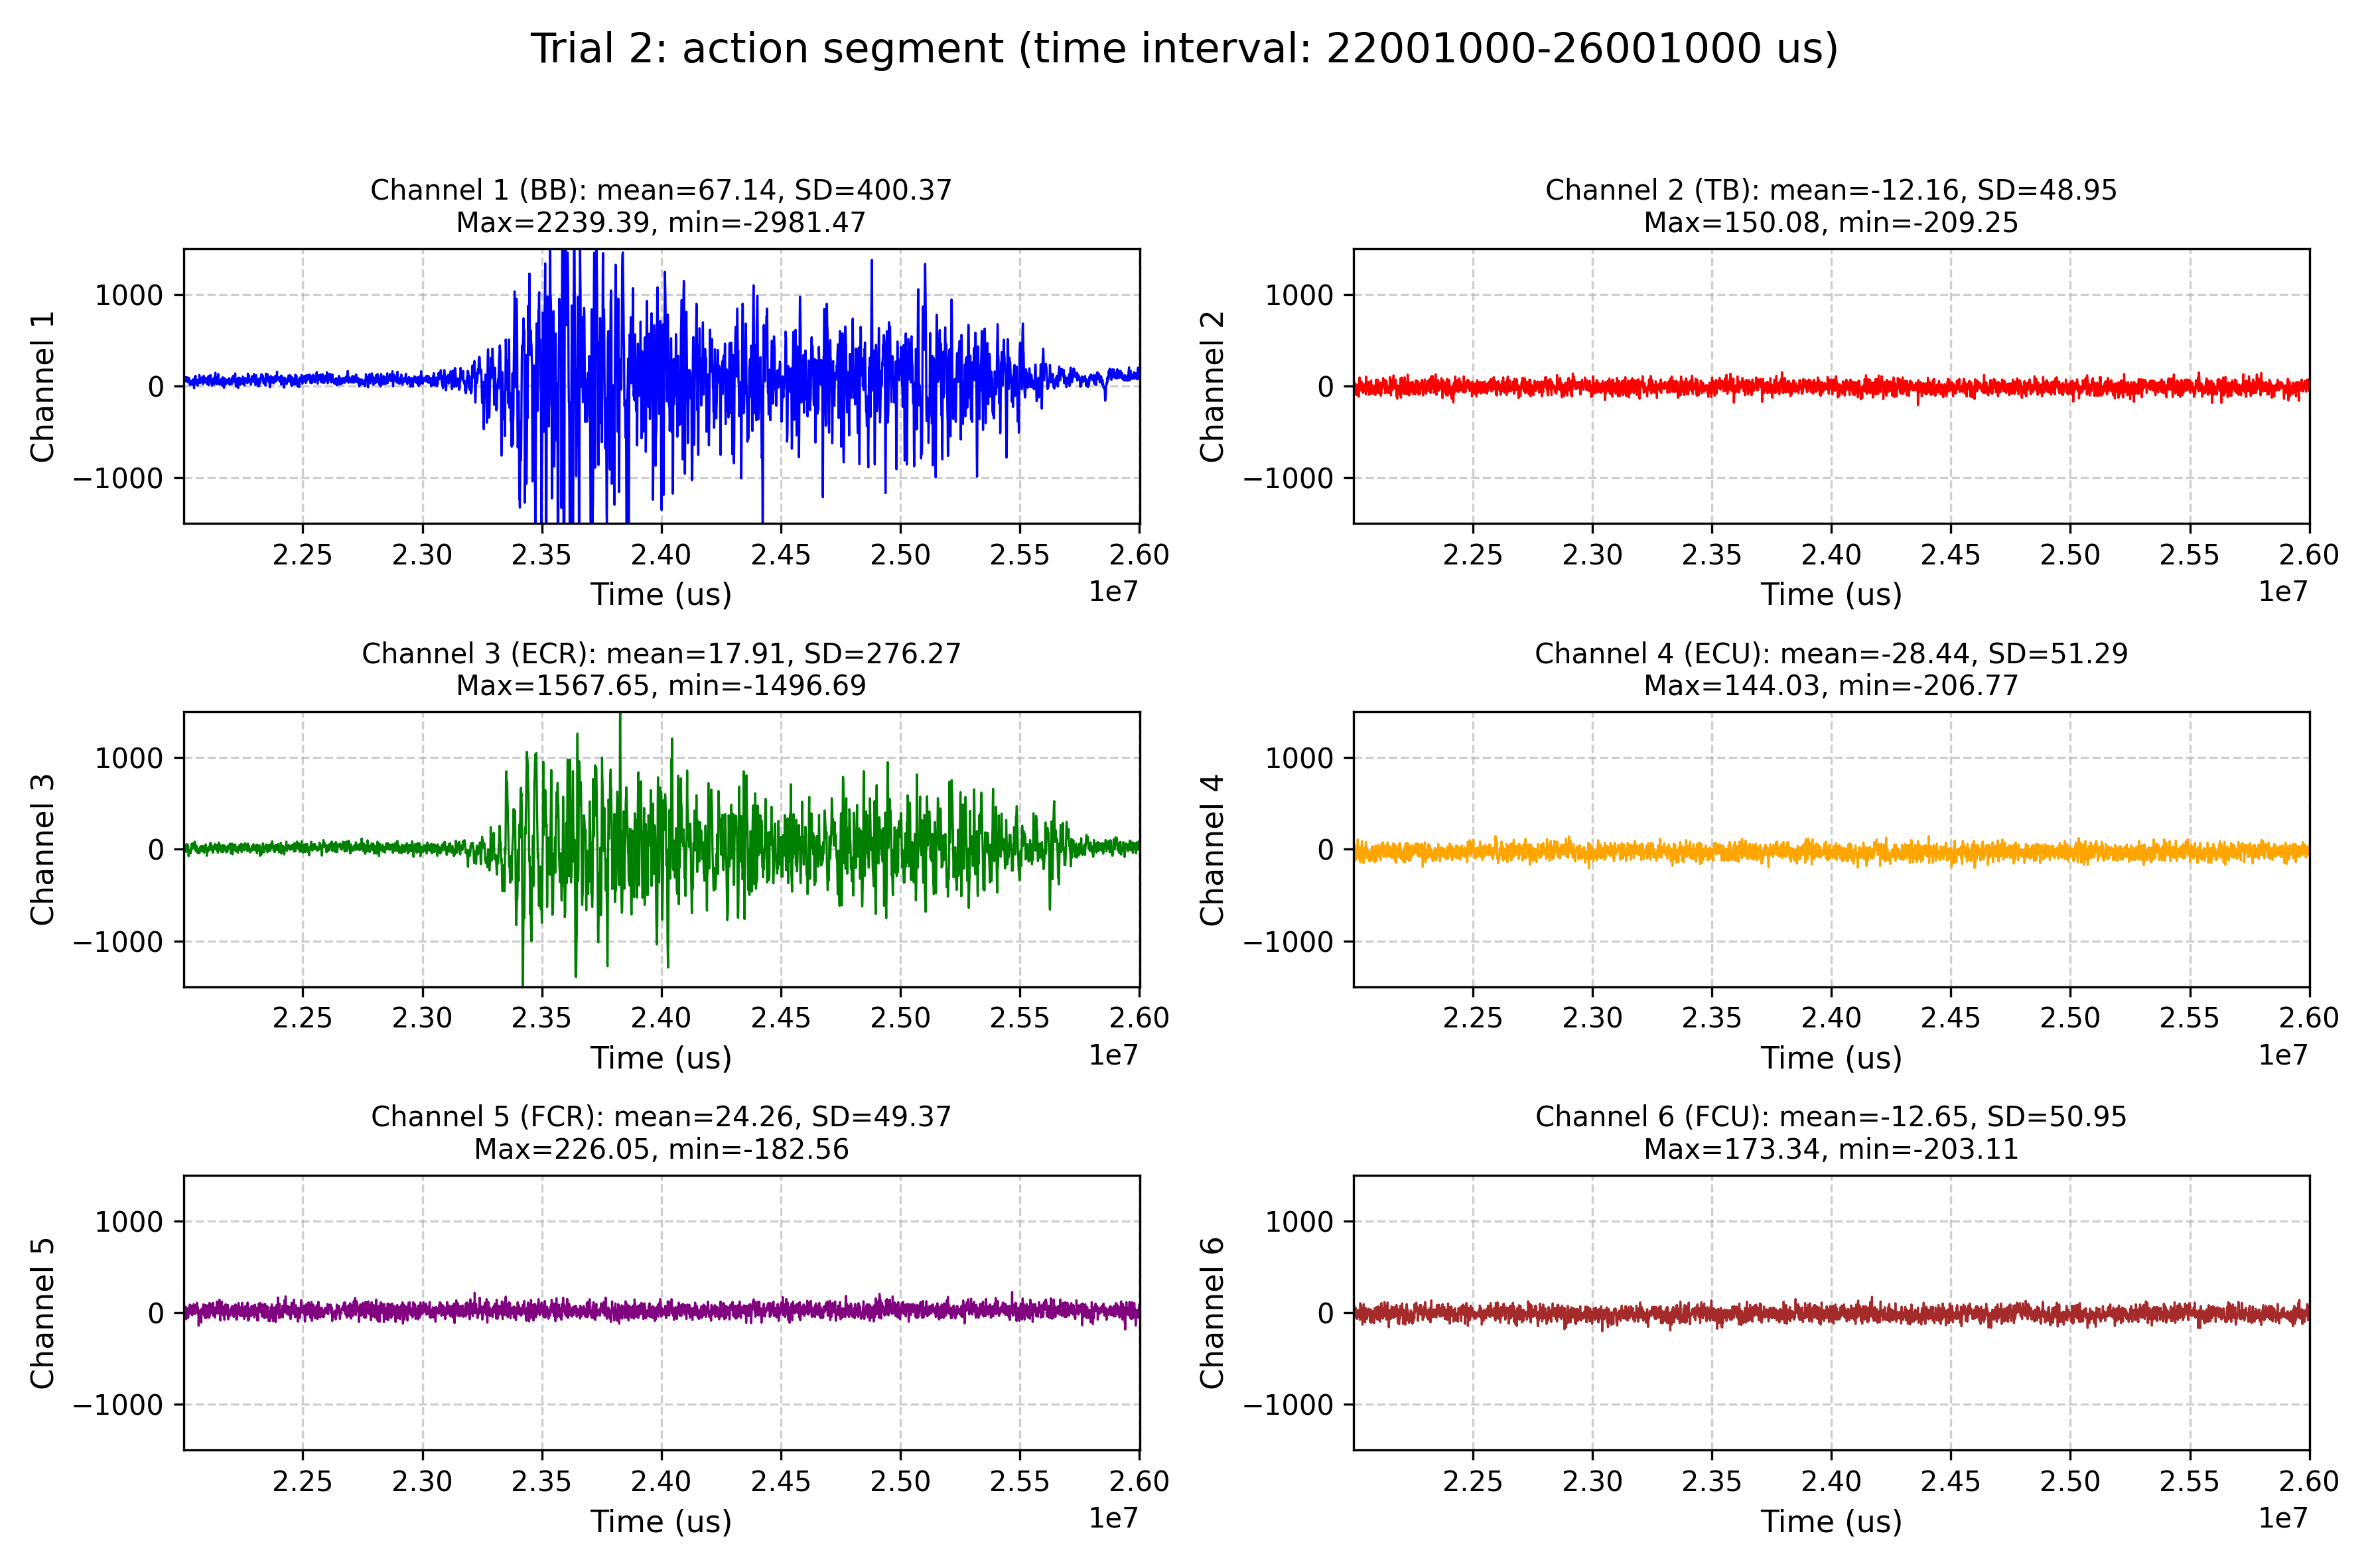 Trial 2: action segment (time interval: 22001000-26001000 us)
Channel 1 (BB): mean=67.14, SD=400.37
Max=2239.39, min=-2981.47
Channel 1
1000
0
−1000
2.25 2.30 2.35 2.40 2.45 2.50 2.55 2.60
1e7
Time (us)
Channel 2 (TB): mean=-12.16, SD=48.95
Max=150.08, min=-209.25
Channel 2
1000
0
−1000
2.25 2.30 2.35 2.40 2.45 2.50 2.55 2.60
1e7
Time (us)
Channel 3 (ECR): mean=17.91, SD=276.27
Max=1567.65, min=-1496.69
Channel 3
1000
0
−1000
2.25 2.30 2.35 2.40 2.45 2.50 2.55 2.60
1e7
Time (us)
Channel 4 (ECU): mean=-28.44, SD=51.29
Max=144.03, min=-206.77
Channel 4
1000
0
−1000
2.25 2.30 2.35 2.40 2.45 2.50 2.55 2.60
1e7
Time (us)
Channel 5 (FCR): mean=24.26, SD=49.37
Max=226.05, min=-182.56
Channel 5
1000
0
−1000
2.25 2.30 2.35 2.40 2.45 2.50 2.55 2.60
1e7
Time (us)
Channel 6 (FCU): mean=-12.65, SD=50.95
Max=173.34, min=-203.11
Channel 6
1000
0
−1000
2.25 2.30 2.35 2.40 2.45 2.50 2.55 2.60
1e7
Time (us)